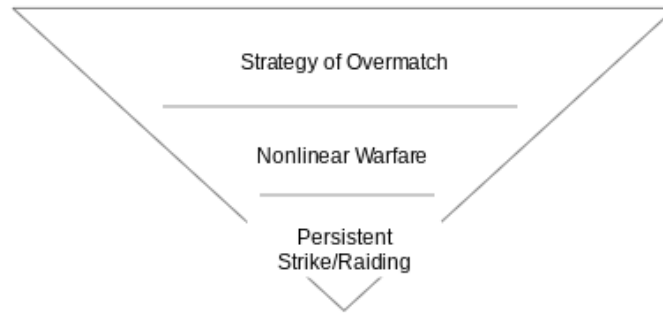 Strategy of Overmatch
Nonlinear Warfare
Persistent
Strike/Raiding